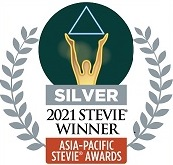 SILVER
2021 STEVIE®
WINNER
ASIA-PACIFIC
STEVIE® AWARDS